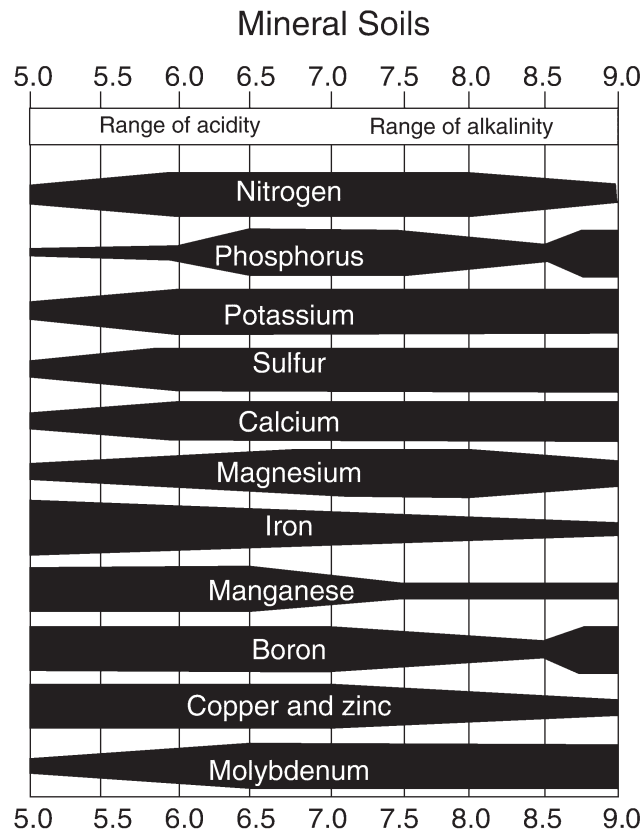 Mineral Soils
5.0 5.5 6.0 6.5 7.0 7.5 8.0 8.5 9.0
Range of acidity Range of alkalinity
Nitrogen
Phosphorus
Potassium
Sulfur
Calcium
Magnesium
Iron
Manganese
Boron
Copper and zinc
Molybdenum
5.0 5.5 6.0 6.5 7.0 7.5 8.0 8.5 9.0